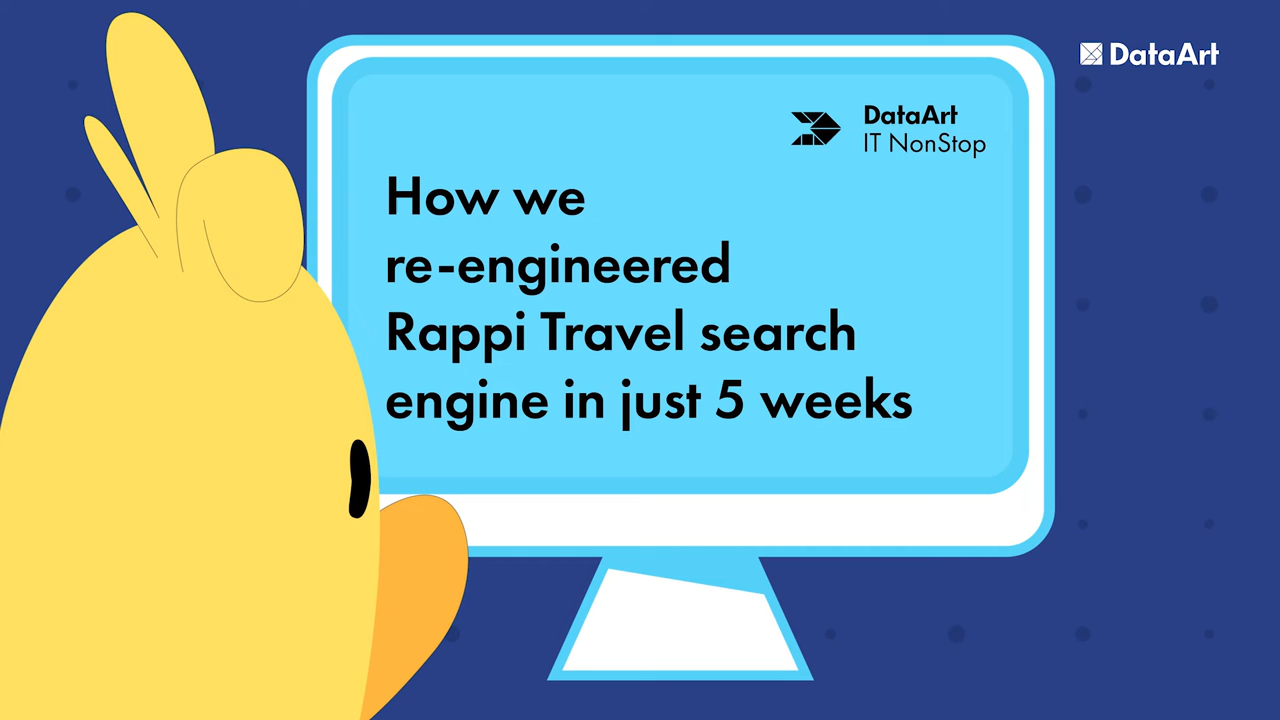 DataArt
DataArt
IT NonStop
How we
re-engineered
Rappi Travel search
engine in just 5 weeks